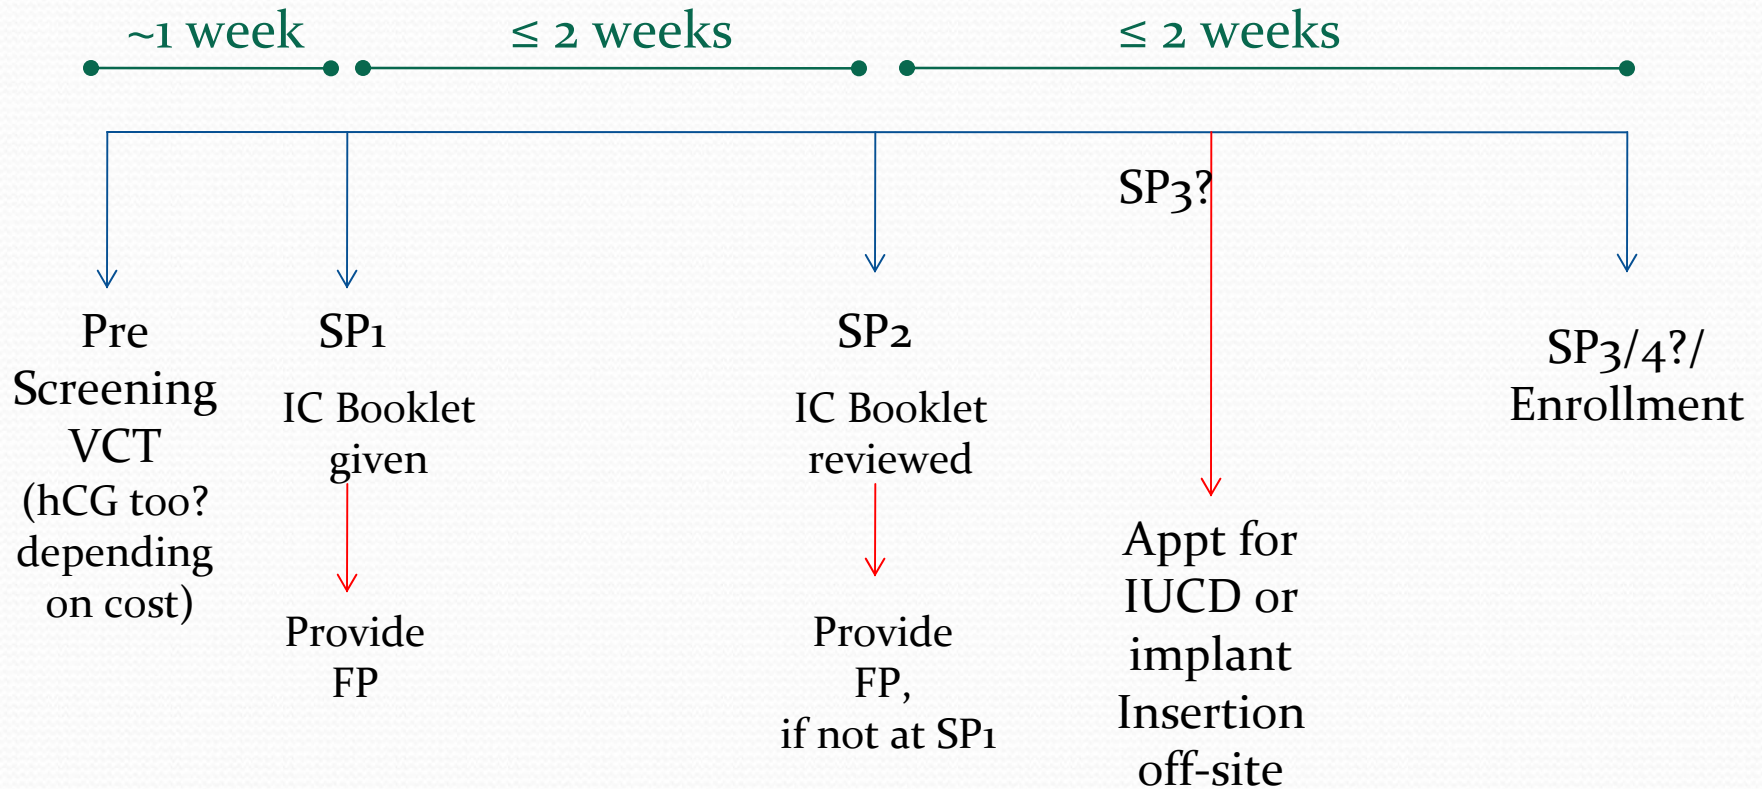 ~1 week
≤ 2 weeks
≤ 2 weeks
SP3?
Pre
Screening
VCT
(hCG too?
depending
on cost)
SP1
IC Booklet
given
Provide
FP
SP2
IC Booklet
reviewed
Provide
FP,
if not at SP1
Appt for
IUCD or
implant
Insertion
off-site
SP3/4?/
Enrollment